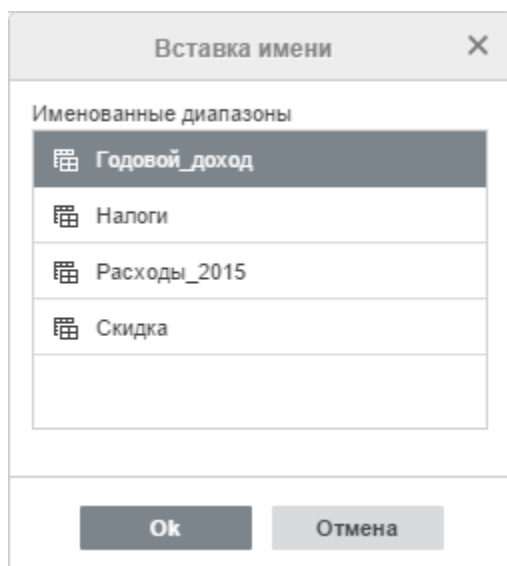 Вставка имени
Именованные диапазоны
Годовой_доход
Налоги
Расходы_2015
Скидка
Ok Отмена